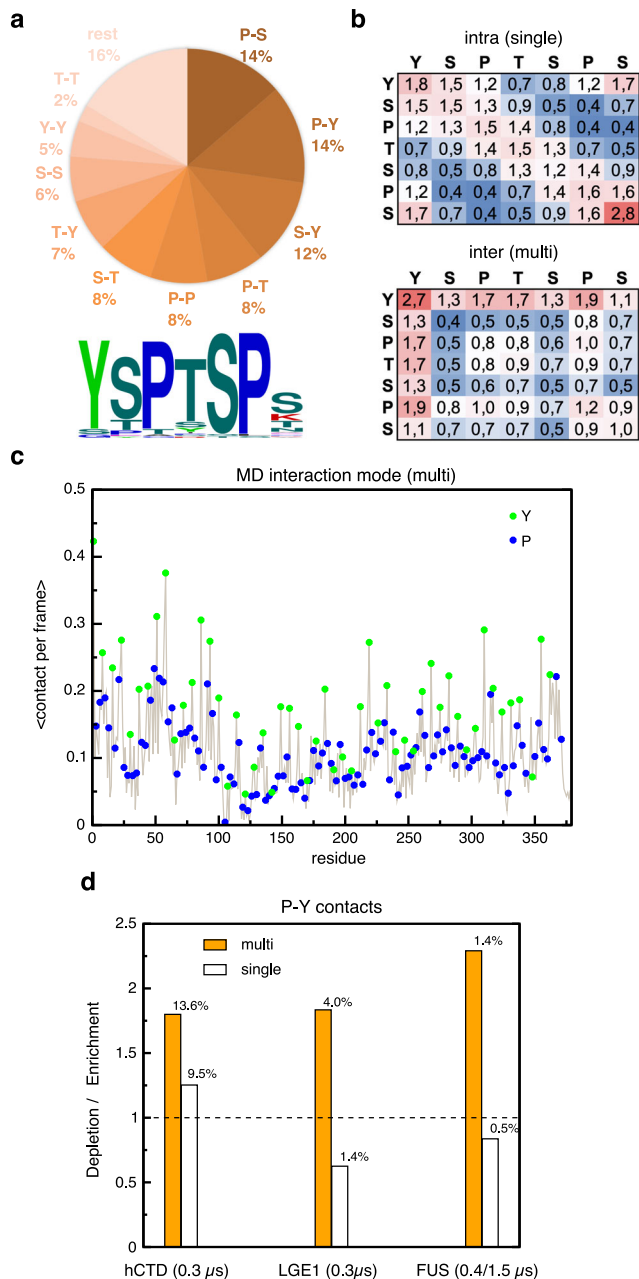 a
rest
16%
T-T
2%
Y-Y
5%
S-S
6%
T-Y
7%
S-T
8%
P-P
8%
P-T
8%
S-Y
12%
P-Y
14%
P-S
14%
YSPTSPS
b
intra (single)
Y S P T S P S
Y 1,8 1,5 1,2 0,7 0,8 1,2 1,7
S 1,5 1,5 1,3 0,9 0,5 0,4 0,7
P 1,2 1,3 1,5 1,4 0,8 0,4 0,4
T 0,7 0,9 1,4 1,5 1,3 0,7 0,5
S 0,8 0,5 0,8 1,3 1,2 1,4 0,9
P 1,2 0,4 0,4 0,7 1,4 1,6 1,6
S 1,7 0,7 0,4 0,5 0,9 1,6 2,8
inter (multi)
Y S P T S P S
Y 2,7 1,3 1,7 1,7 1,3 1,9 1,1
S 1,3 0,4 0,5 0,5 0,5 0,8 0,7
P 1,7 0,5 0,8 0,8 0,6 1,0 0,7
T 1,7 0,5 0,8 0,9 0,7 0,9 0,7
S 1,3 0,5 0,6 0,7 0,5 0,7 0,5
P 1,9 0,8 1,0 0,9 0,7 1,2 0,9
S 1,1 0,7 0,7 0,7 0,5 0,9 1,0
c
MD interaction mode (multi)
<contact per frame>
0.5
0.4
0.3
0.2
0.1
0
Y
P
0 50 100 150 200 250 300 350
residue
d
P-Y contacts
Depletion / Enrichment
2.5
2
1.5
1
0.5
0
multi
single
13.6%
9.5%
4.0%
1.4%
1.4%
0.5%
hCTD (0.3 µs) LGE1 (0.3µs) FUS (0.4/1.5 µs)